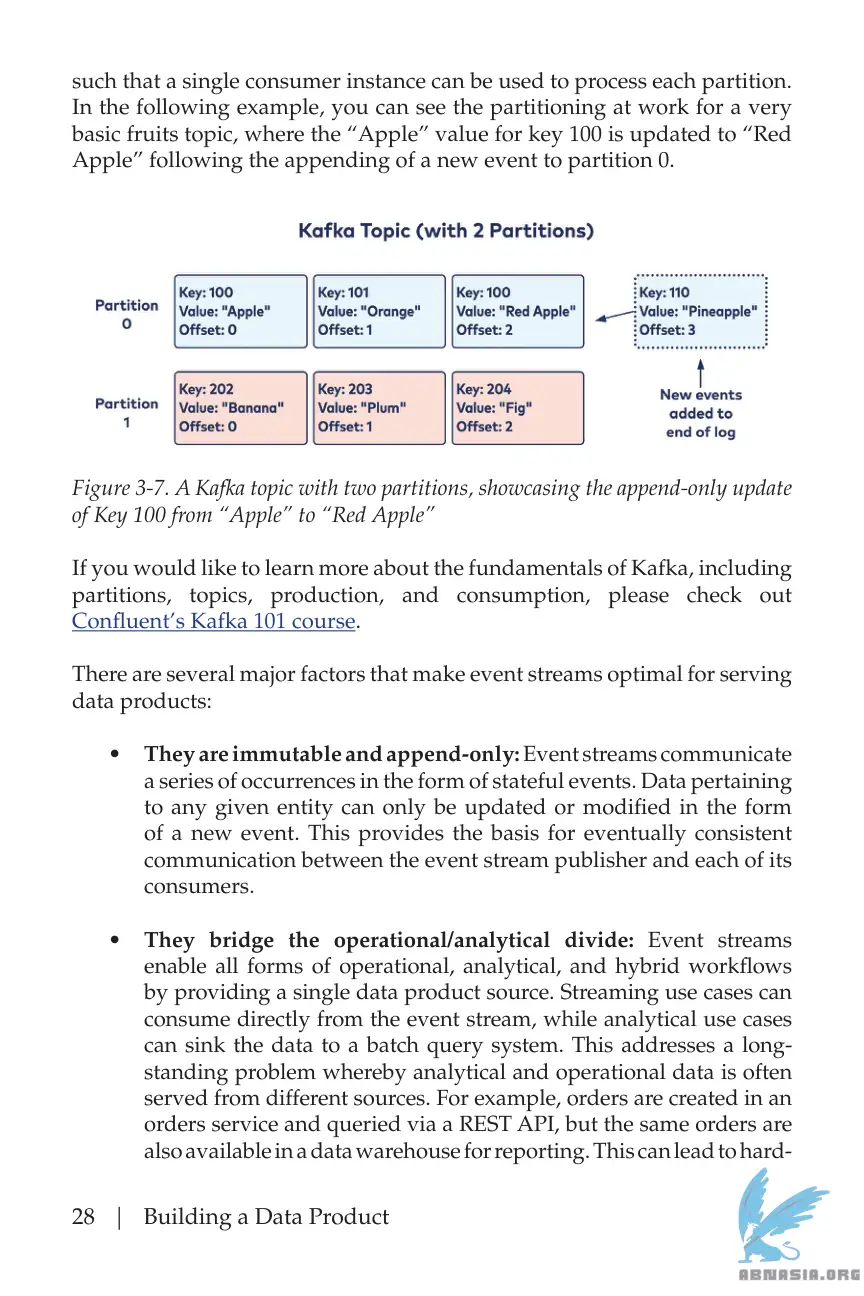 such that a single consumer instance can be used to process each partition.
In the following example, you can see the partitioning at work for a very
basic fruits topic, where the “Apple” value for key 100 is updated to “Red
Apple” following the appending of a new event to partition 0.
Kafka Topic (with 2 Partitions)
Partition
0
Key: 100
Value: "Apple"
Offset: 0
Key: 101
Value: "Orange"
Offset: 1
Key: 100
Value: "Red Apple"
Offset: 2
Key: 110
Value: "Pineapple"
Offset: 3
Partition
1
Key: 202
Value: "Banana"
Offset: 0
Key: 203
Value: "Plum"
Offset: 1
Key: 204
Value: "Fig"
Offset: 2
New events
added to
end of log
Figure 3-7. A Kafka topic with two partitions, showcasing the append-only update
of Key 100 from “Apple” to “Red Apple”
If you would like to learn more about the fundamentals of Kafka, including
partitions, topics, production, and consumption, please check out
Confluent’s Kafka 101 course.
There are several major factors that make event streams optimal for serving
data products:
• They are immutable and append-only: Event streams communicate
a series of occurrences in the form of stateful events. Data pertaining
to any given entity can only be updated or modified in the form
of a new event. This provides the basis for eventually consistent
communication between the event stream publisher and each of its
consumers.
• They bridge the operational/analytical divide: Event streams
enable all forms of operational, analytical, and hybrid workflows
by providing a single data product source. Streaming use cases can
consume directly from the event stream, while analytical use cases
can sink the data to a batch query system. This addresses a long-
standing problem whereby analytical and operational data is often
served from different sources. For example, orders are created in an
orders service and queried via a REST API, but the same orders are
also available in a data warehouse for reporting. This can lead to hard-
28 | Building a Data Product
ABNASIA.ORG